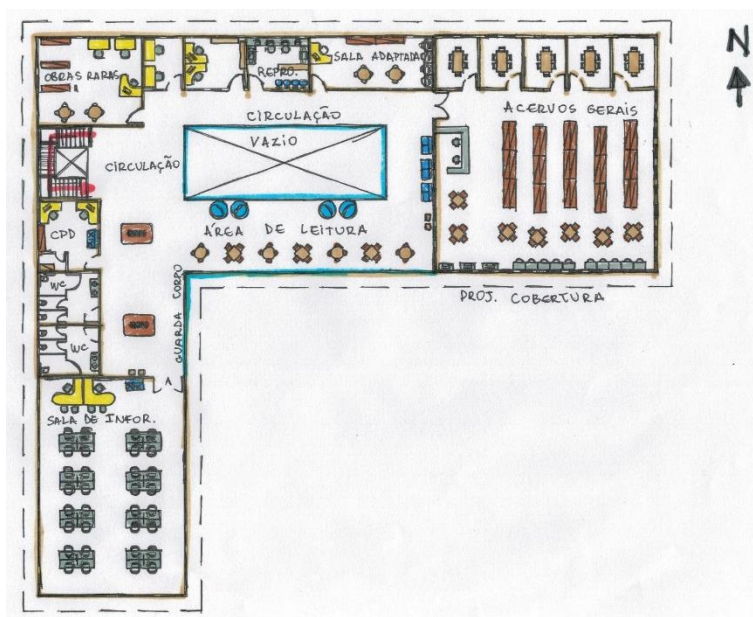 N
OBRAS RARAS
REPRO.
SALA ADAPTADA
ACERVOS GERAIS
CIRCULAÇÃO
VAZIO
CIRCULAÇÃO
CPD
ÁREA DE LEITURA
WC
GUARDA CORPO
PROJ. COBERTURA
WC
SALA DE INFOR.